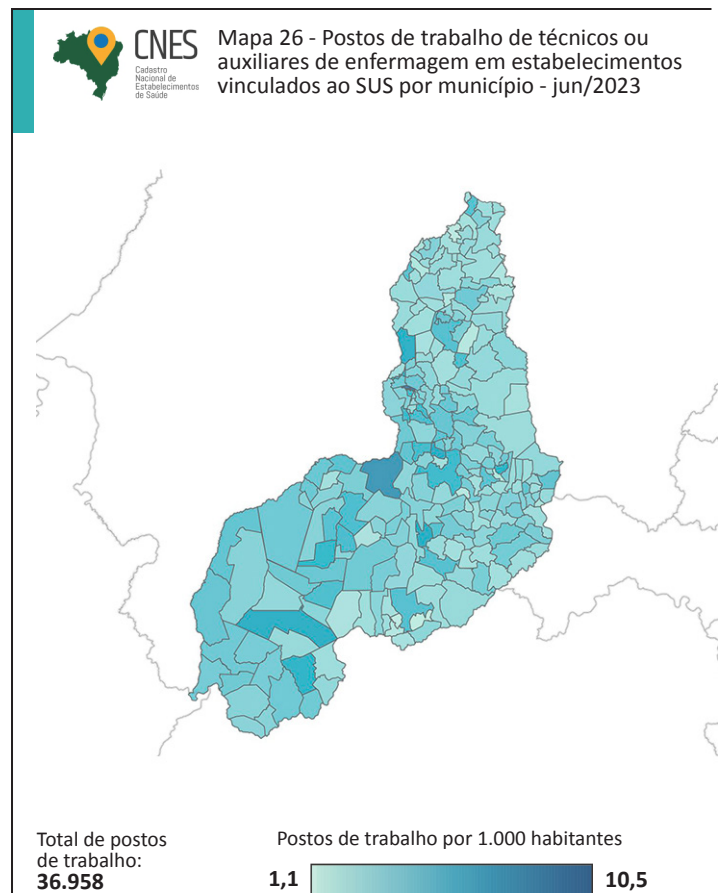 CNES
Cadastro
Nacional de
Estabelecimentos
de Saúde
Mapa 26 - Postos de trabalho de técnicos ou
auxiliares de enfermagem em estabelecimentos
vinculados ao SUS por município - jun/2023
Total de postos
de trabalho:
36.958
Postos de trabalho por 1.000 habitantes
1,1
10,5